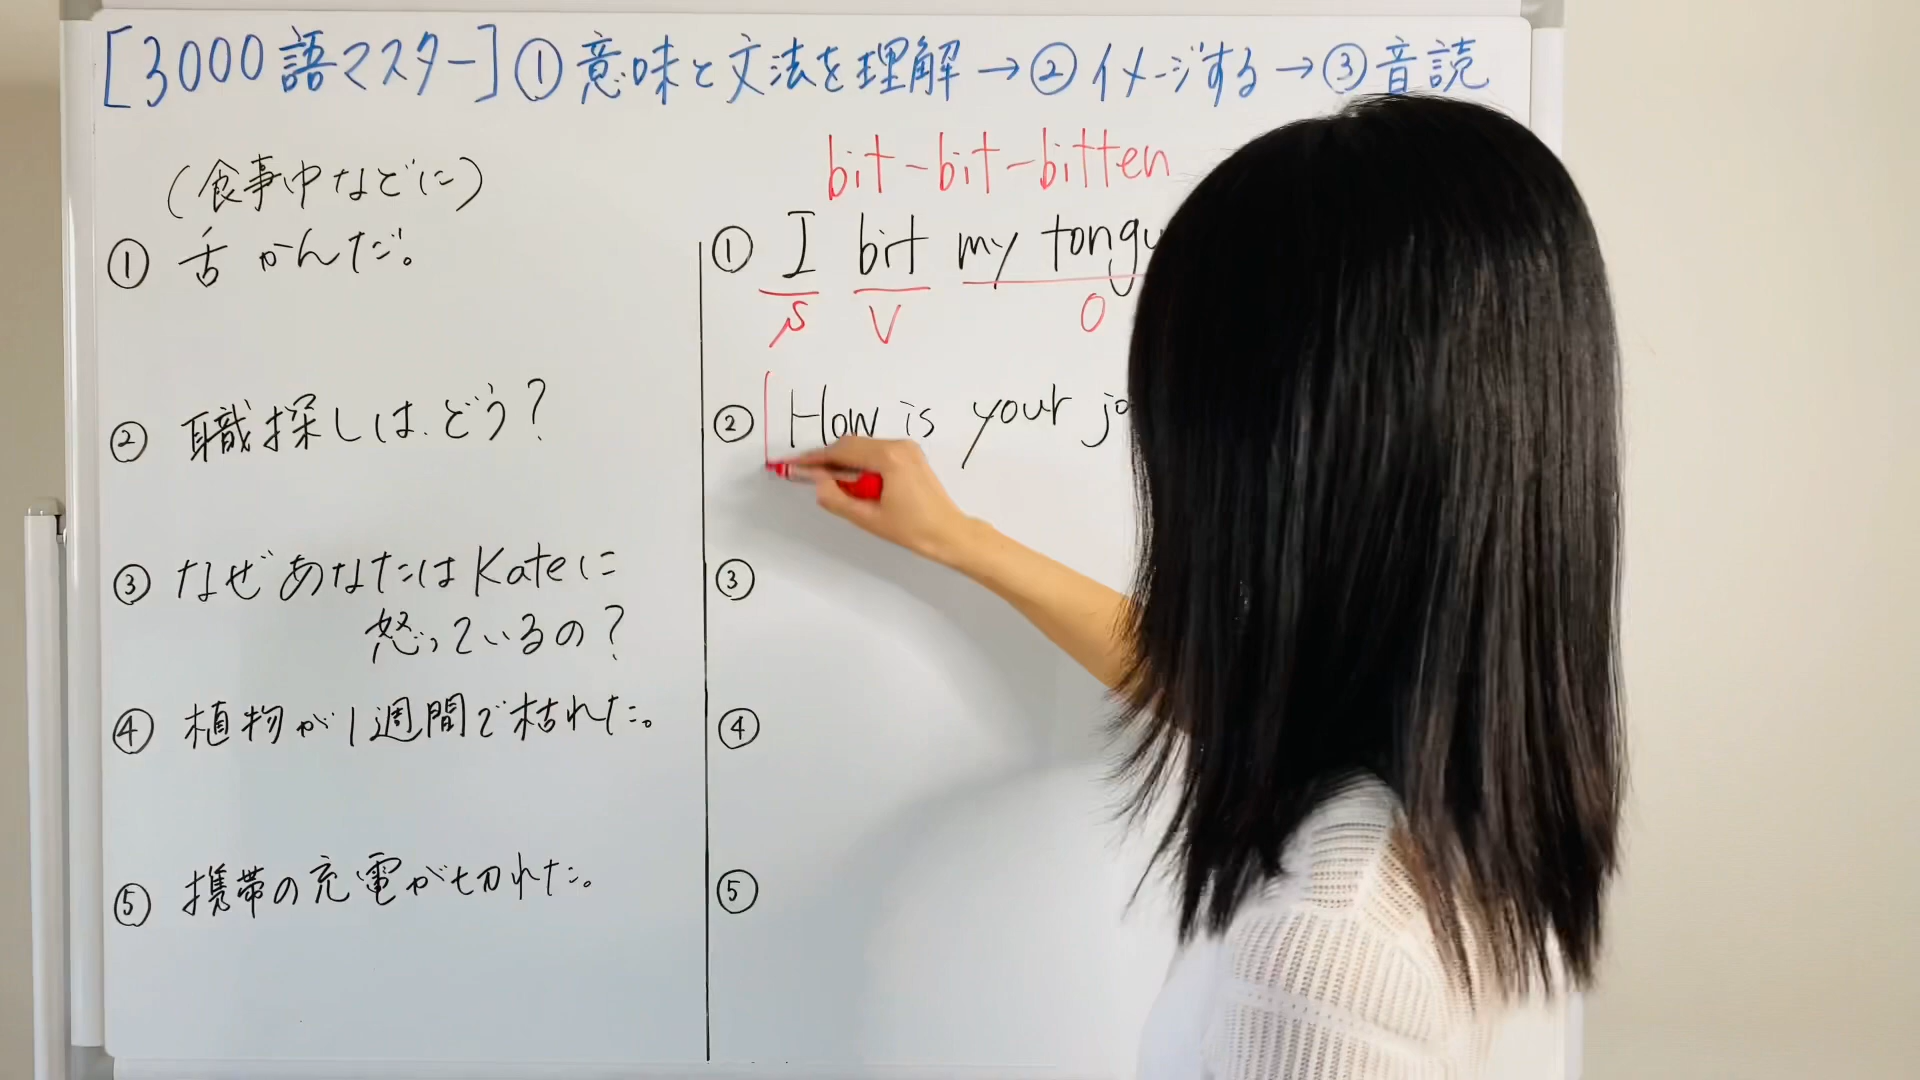 [3000語マスター] ①意味と文法を理解→②イメージする→③音読
(食事中などに)
① 舌かんだ。
② 職探しは、どう?
③ なぜあなたはKateに
怒っているの?
④ 植物が1週間で枯れた。
⑤ 携帯の充電が切れた。
bit-bit-bitten
① I bit my
S V O
② How is your
③
④
⑤